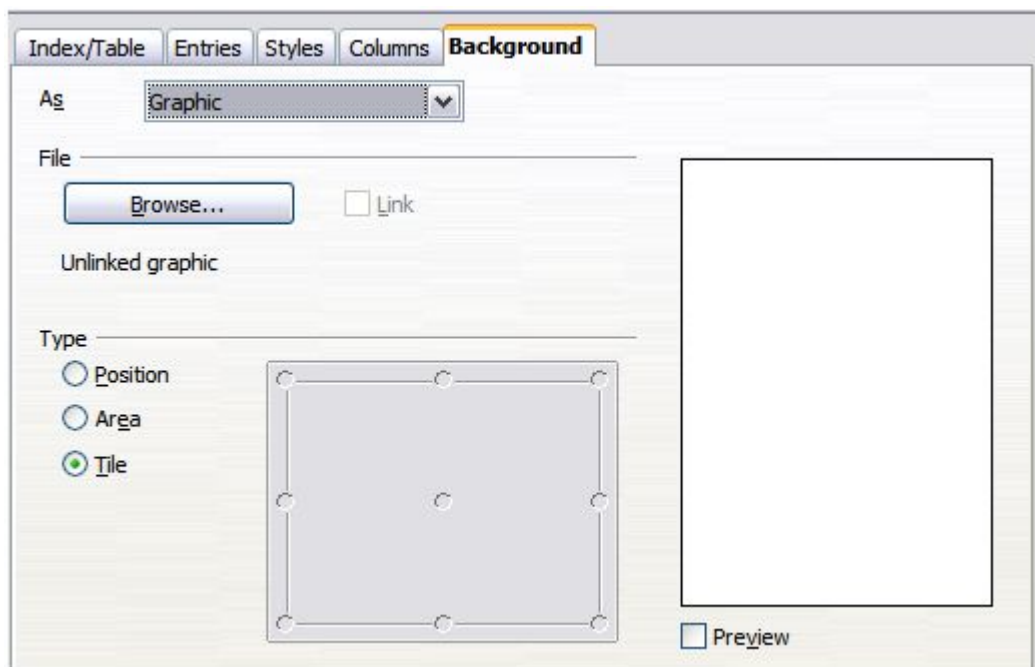 Index/Table Entries Styles Columns Background
As Graphic
File
Browse... Link
Unlinked graphic
Type
Position
Area
Tile
Preview